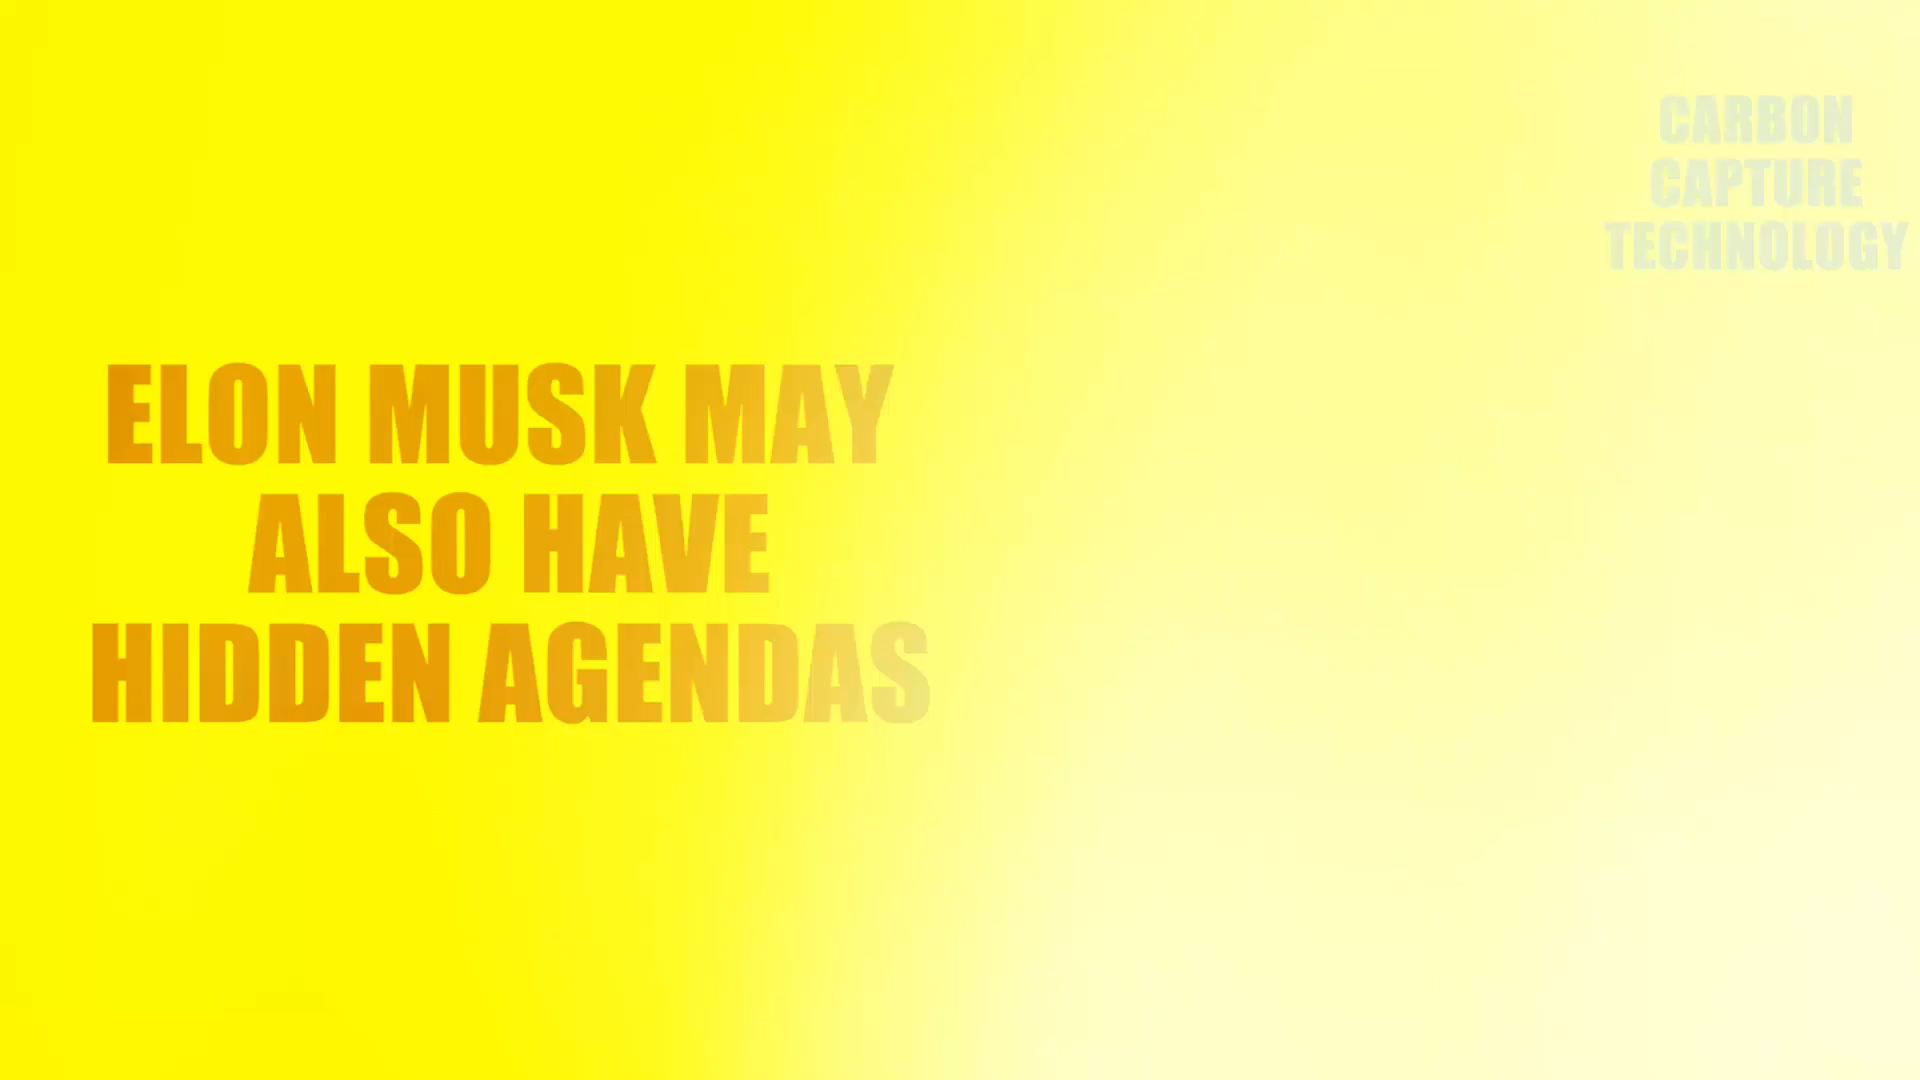 CARBON
CAPTURE
TECHNOLOGY
ELON MUSK MAY
ALSO HAVE
HIDDEN AGENDAS